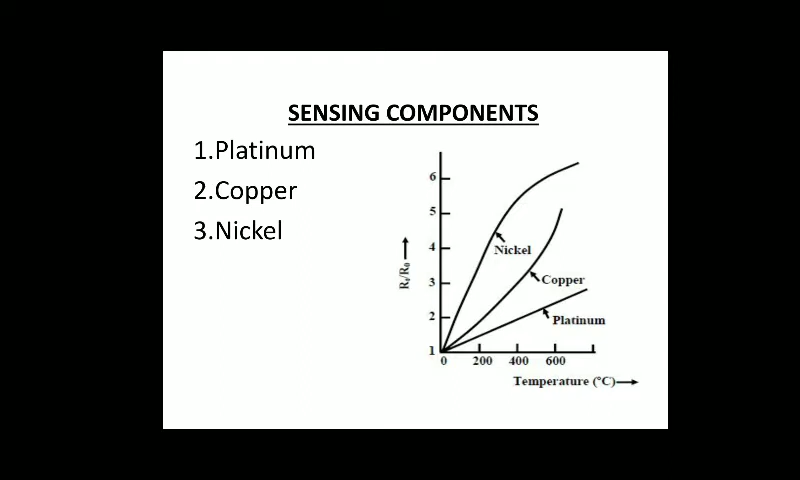 SENSING COMPONENTS
1.Platinum
2.Copper
3.Nickel
6
5
4
3
2
1
Rₜ/R₀
Nickel
Copper
Platinum
0 200 400 600
Temperature (°C)